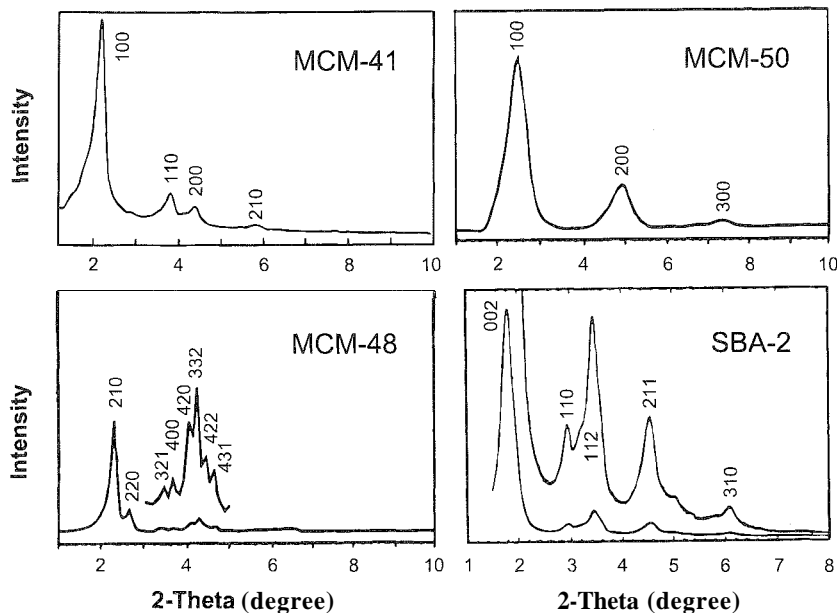 Intensity
MCM-41
100
110
200
210
2 4 6 8 10
MCM-50
100
200
300
2 4 6 8 10
Intensity
MCM-48
210
220
321
400
420
332
422
431
2 4 6 8 10
2-Theta (degree)
SBA-2
002
110
112
211
310
1 2 3 4 5 6 7 8
2-Theta (degree)